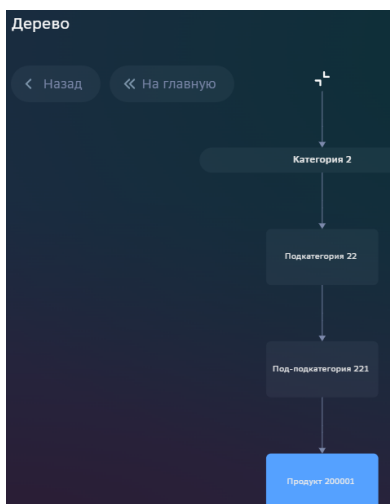 Дерево
Назад
На главную
Категория 2
Подкатегория 22
Под-подкатегория 221
Продукт 200001